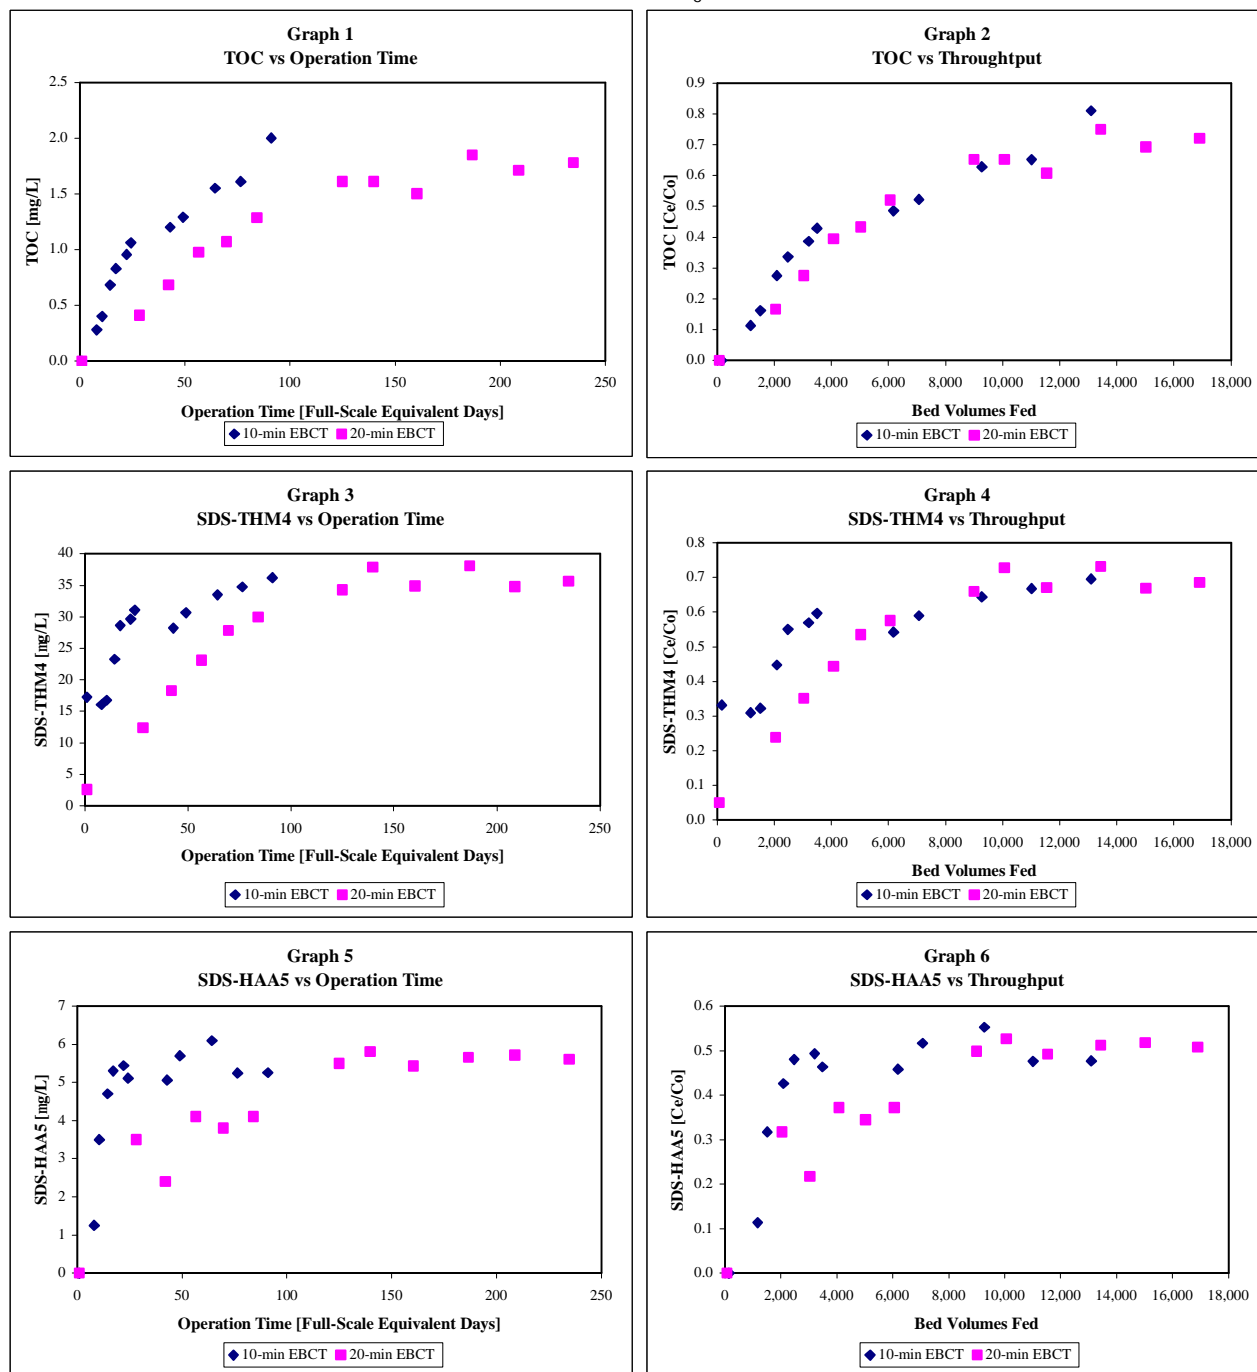 Graph 1
TOC vs Operation Time
2.5
2.0
1.5
1.0
0.5
0.0
TOC [mg/L]
0 50 100 150 200 250
Operation Time [Full-Scale Equivalent Days]
10-min EBCT 20-min EBCT
Graph 2
TOC vs Throughtput
0.9
0.8
0.7
0.6
0.5
0.4
0.3
0.2
0.1
0.0
TOC [Ce/Co]
0 2,000 4,000 6,000 8,000 10,000 12,000 14,000 16,000 18,000
Bed Volumes Fed
10-min EBCT 20-min EBCT
Graph 3
SDS-THM4 vs Operation Time
40
35
30
25
20
15
10
5
0
SDS-THM4 [mg/L]
0 50 100 150 200 250
Operation Time [Full-Scale Equivalent Days]
10-min EBCT 20-min EBCT
Graph 4
SDS-THM4 vs Throughput
0.8
0.7
0.6
0.5
0.4
0.3
0.2
0.1
0.0
SDS-THM4 [Ce/Co]
0 2,000 4,000 6,000 8,000 10,000 12,000 14,000 16,000 18,000
Bed Volumes Fed
10-min EBCT 20-min EBCT
Graph 5
SDS-HAA5 vs Operation Time
7
6
5
4
3
2
1
0
SDS-HAA5 [mg/L]
0 50 100 150 200 250
Operation Time [Full-Scale Equivalent Days]
10-min EBCT 20-min EBCT
Graph 6
SDS-HAA5 vs Throughput
0.6
0.5
0.4
0.3
0.2
0.1
0.0
SDS-HAA5 [Ce/Co]
0 2,000 4,000 6,000 8,000 10,000 12,000 14,000 16,000 18,000
Bed Volumes Fed
10-min EBCT 20-min EBCT